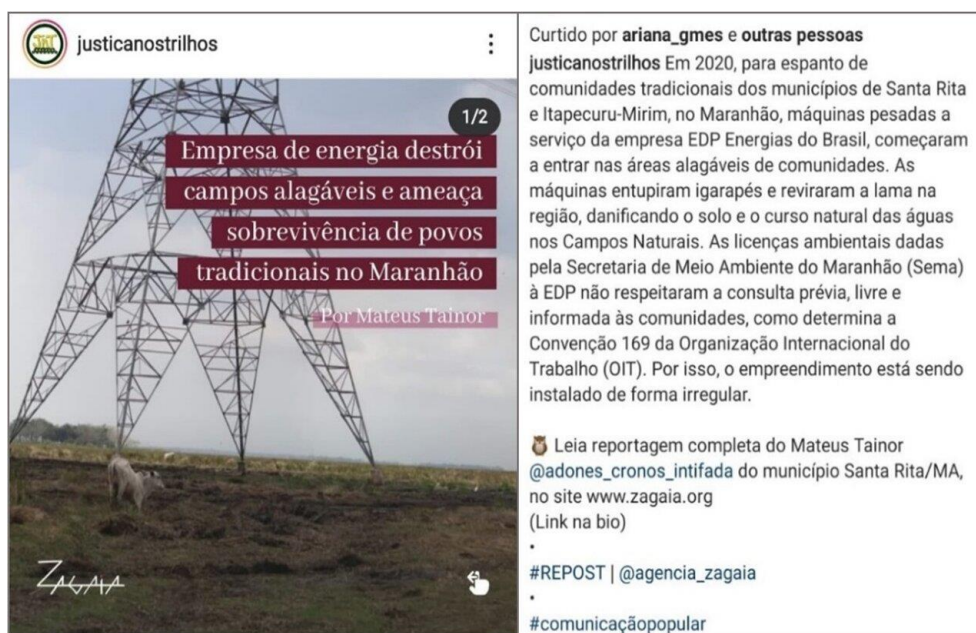 justicanostrilhos
1/2
Empresa de energia destrói
campos alagáveis e ameaça
sobrevivência de povos
tradicionais no Maranhão
Por Mateus Tainor
ZAGAIA
Curtido por ariana_gmes e outras pessoas
justicanostrilhos Em 2020, para espanto de
comunidades tradicionais dos municípios de Santa Rita
e Itapecuru-Mirim, no Maranhão, máquinas pesadas a
serviço da empresa EDP Energias do Brasil, começaram
a entrar nas áreas alagáveis de comunidades. As
máquinas entupiram igarapés e reviraram a lama na
região, danificando o solo e o curso natural das águas
nos Campos Naturais. As licenças ambientais dadas
pela Secretaria de Meio Ambiente do Maranhão (Sema)
à EDP não respeitaram a consulta prévia, livre e
informada às comunidades, como determina a
Convenção 169 da Organização Internacional do
Trabalho (OIT). Por isso, o empreendimento está sendo
instalado de forma irregular.
🦉 Leia reportagem completa do Mateus Tainor
@adones_cronos_intifada do município Santa Rita/MA,
no site www.zagaia.org
(Link na bio)
•
#REPOST | @agencia_zagaia
•
#comunicaçãopopular